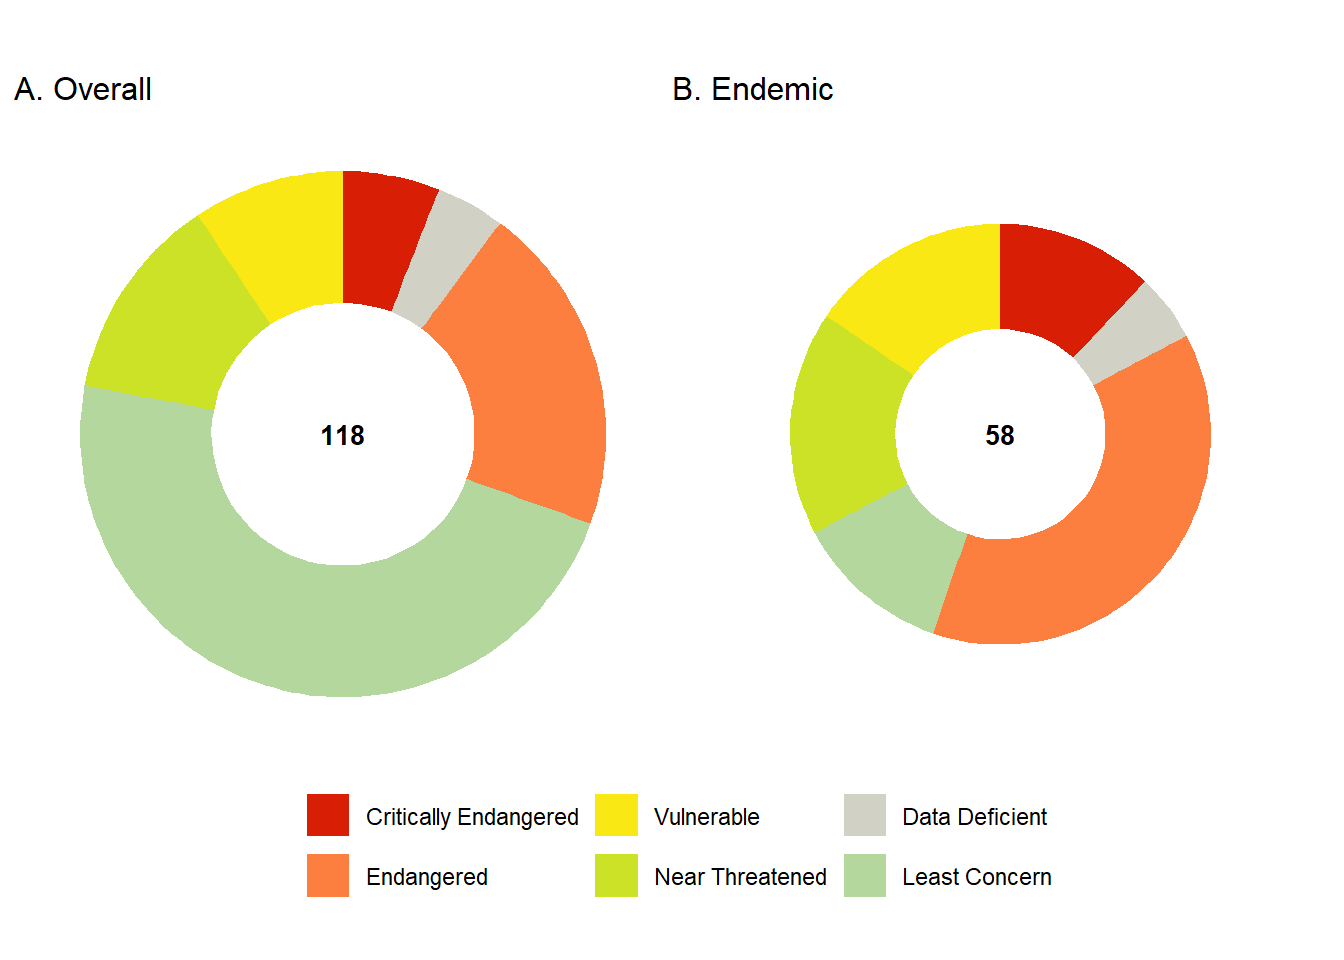 A. Overall
B. Endemic
118
58
Critically Endangered
Vulnerable
Data Deficient
Endangered
Near Threatened
Least Concern